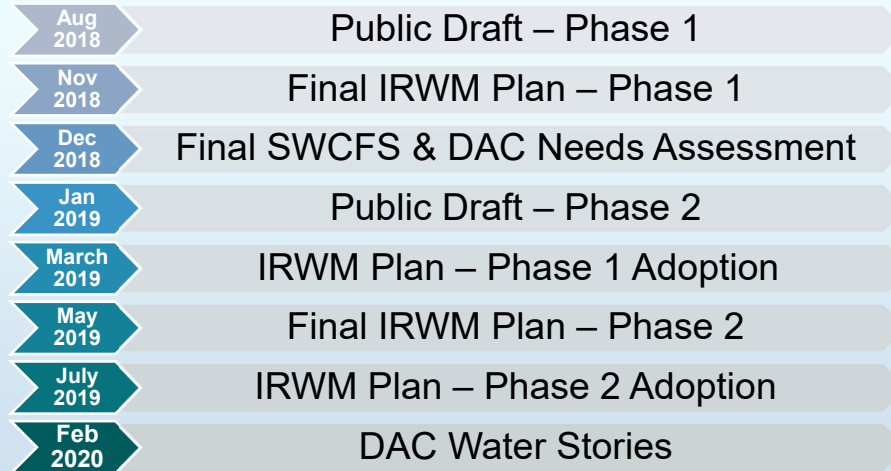 Aug
2018
Public Draft – Phase 1
Nov
2018
Final IRWM Plan – Phase 1
Dec
2018
Final SWCFS & DAC Needs Assessment
Jan
2019
Public Draft – Phase 2
March
2019
IRWM Plan – Phase 1 Adoption
May
2019
Final IRWM Plan – Phase 2
July
2019
IRWM Plan – Phase 2 Adoption
Feb
2020
DAC Water Stories